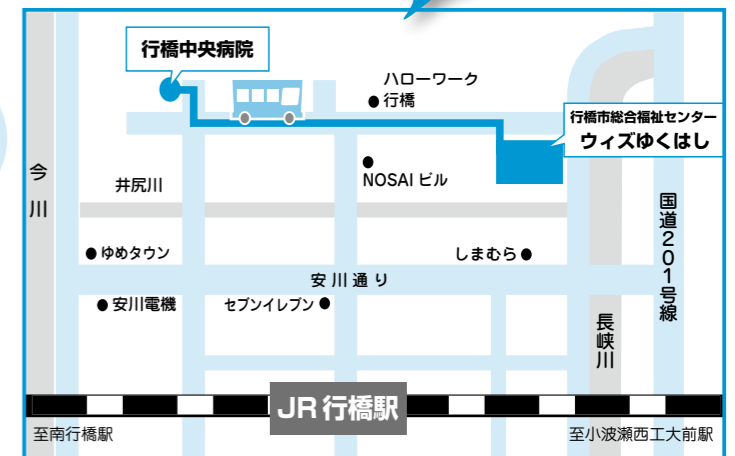 行橋中央病院
ハローワーク
行橋
行橋市総合福祉センター
ウィズゆくはし
今川
井尻川
NOSAI ビル
国道201号線
ゆめタウン
しまむら
安川通り
安川電機
セブンイレブン
長峡川
JR 行橋駅
至南行橋駅
至小波瀬西工大前駅